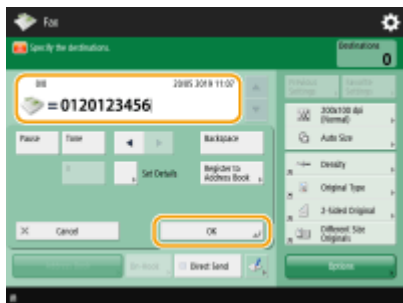 Fax
Specify the destinations.
Destinations
0
20/05 2019 11:07
= 0120123456
200x100 dpi
(Normal)
Auto Size
Pause
Tone
Backspace
Set Details
Register to
Address Book
Density
Original Type
2-Sided Original
Different Size
Originals
Cancel
OK
On-Hook
Direct Send
Options